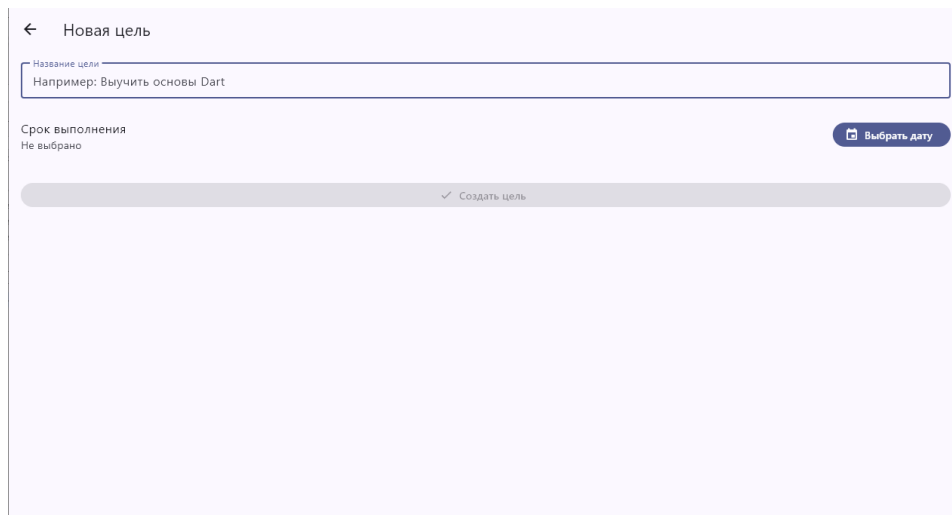 Новая цель
Название цели
Например: Выучить основы Dart
Срок выполнения
Не выбрано
Выбрать дату
Создать цель